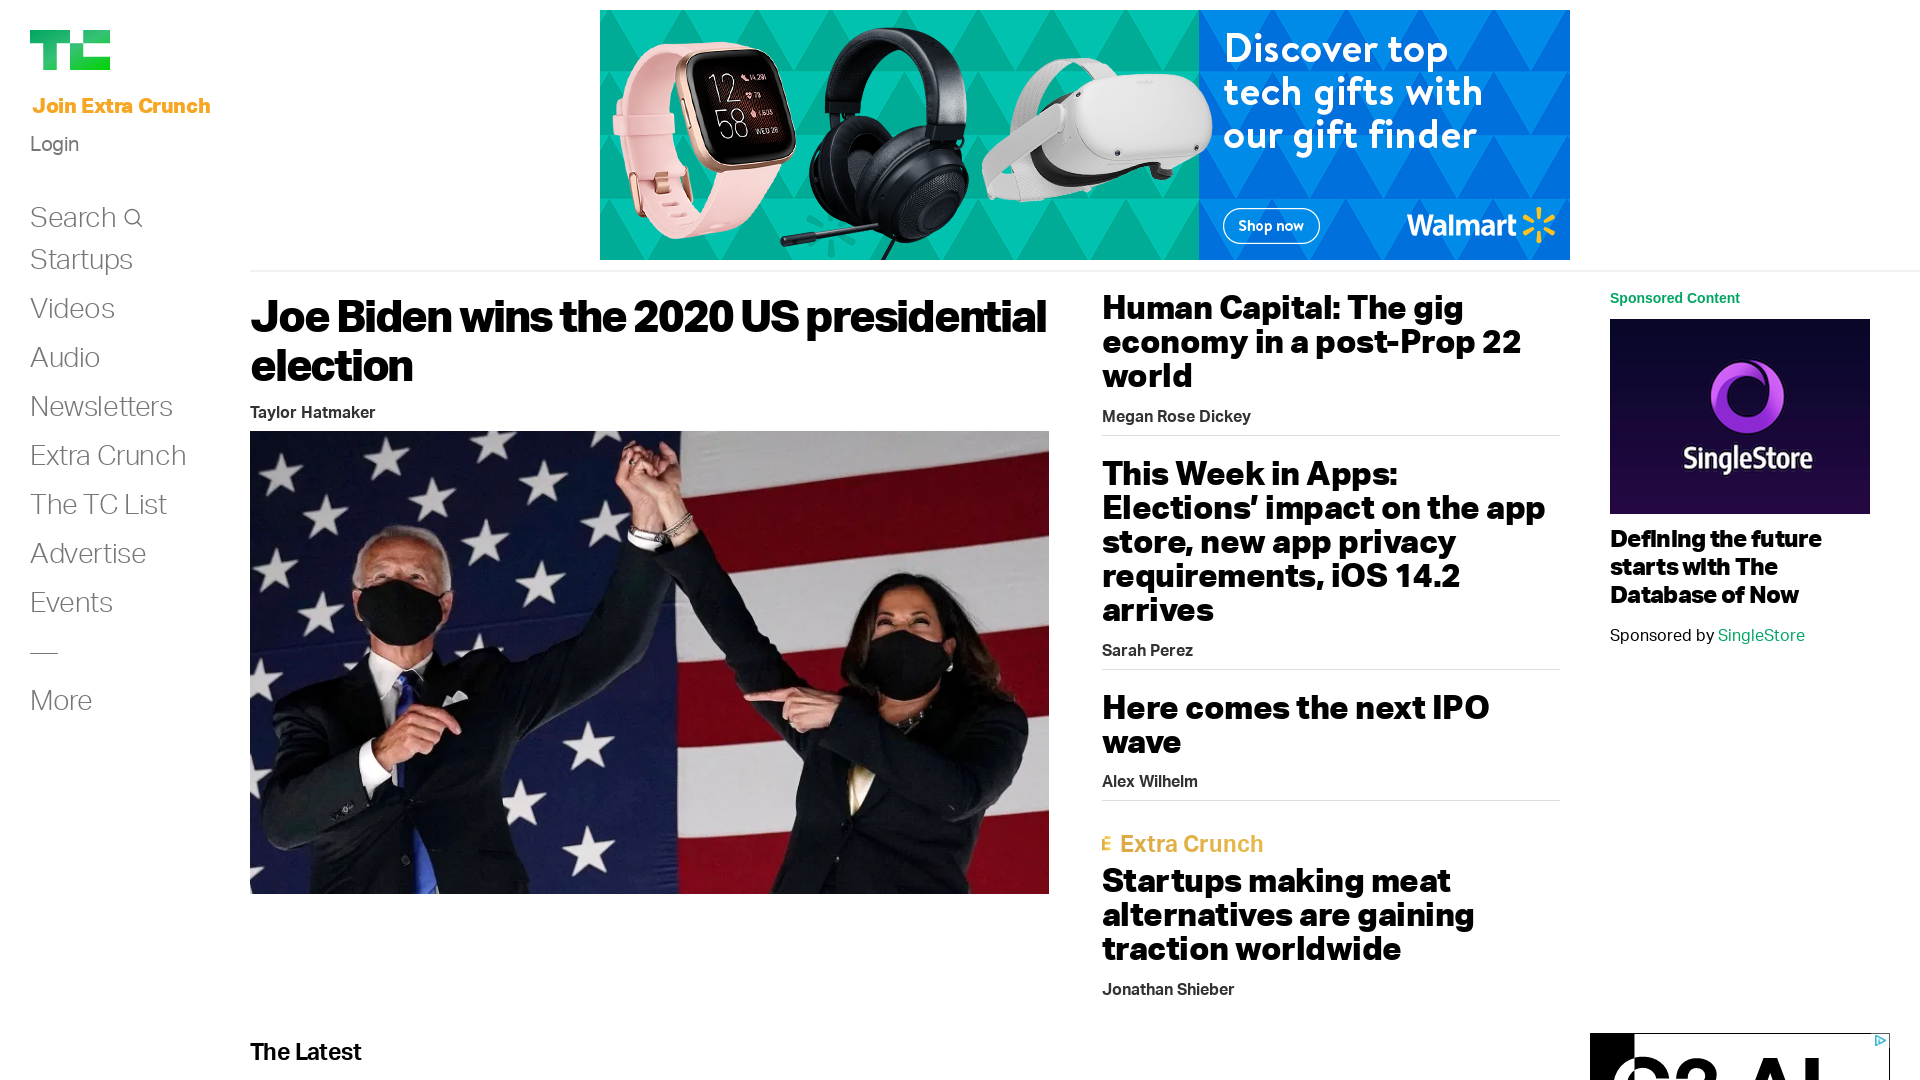 TC
Join Extra Crunch
Login
Search
Startups
Videos
Audio
Newsletters
Extra Crunch
The TC List
Advertise
Events
More
12
58
WED 28
Discover top
tech gifts with
our gift finder
Shop now
Walmart
Joe Biden wins the 2020 US presidential
election
Taylor Hatmaker
Human Capital: The gig
economy in a post-Prop 22
world
Megan Rose Dickey
This Week in Apps:
Elections’ impact on the app
store, new app privacy
requirements, iOS 14.2
arrives
Sarah Perez
Here comes the next IPO
wave
Alex Wilhelm
Extra Crunch
Startups making meat
alternatives are gaining
traction worldwide
Jonathan Shieber
Sponsored Content
SingleStore
Defining the future
starts with The
Database of Now
Sponsored by SingleStore
The Latest